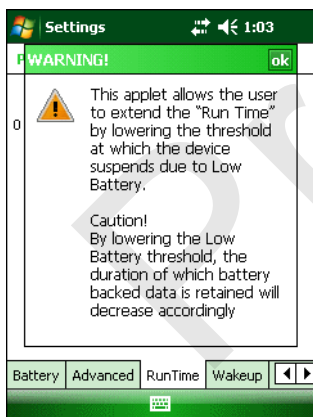 Settings 1:03
P WARNING! ok
0
This applet allows the user
to extend the "Run Time"
by lowering the threshold
at which the device
suspends due to Low
Battery.
Caution!
By lowering the Low
Battery threshold, the
duration of which battery
backed data is retained will
decrease accordingly
Battery Advanced RunTime Wakeup